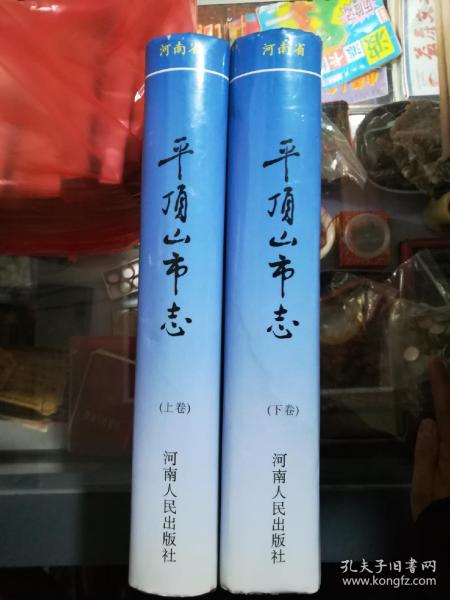 河南省
平顶山市志
(上卷)
河南人民出版社
河南省
平顶山市志
(下卷)
河南人民出版社
孔夫子旧书网
www.kongfz.com